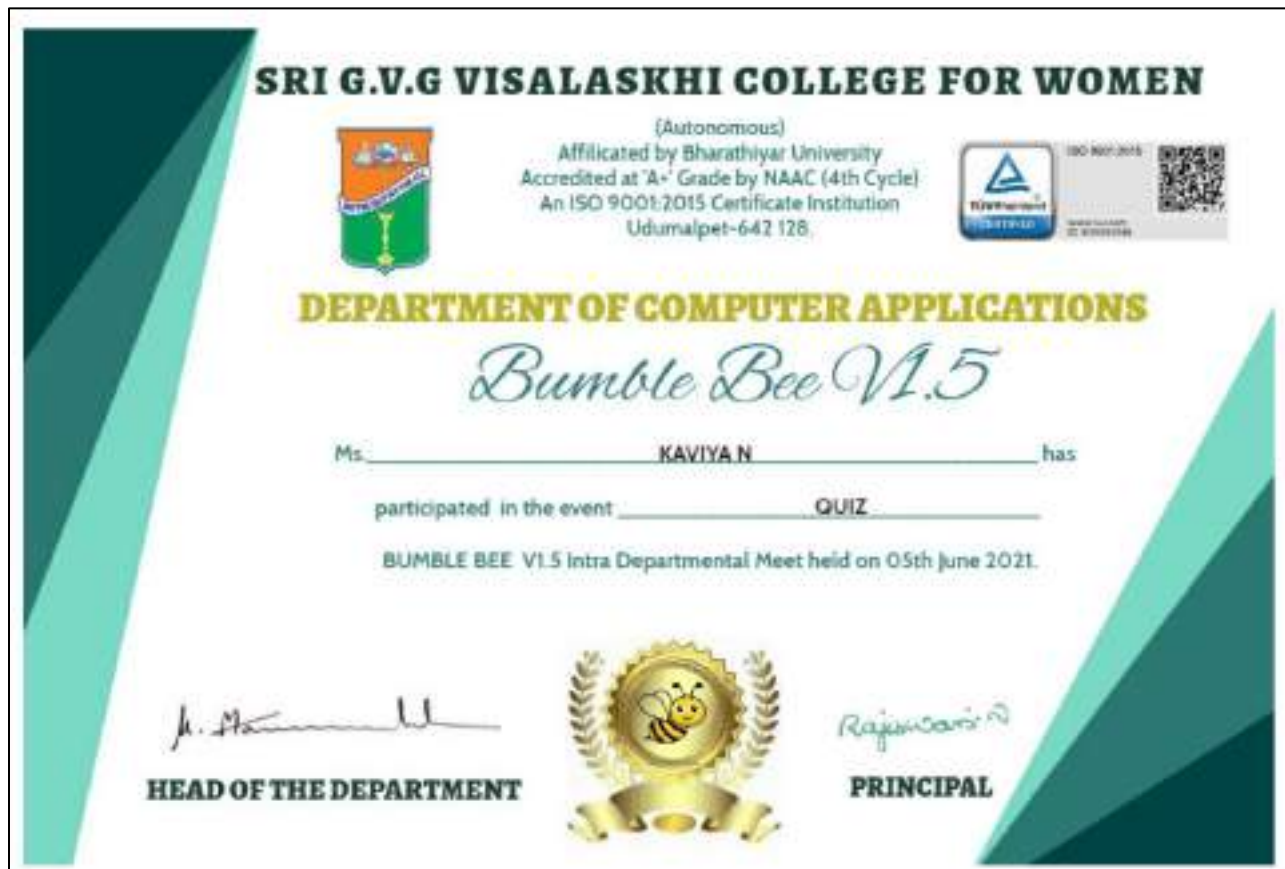 SRI G.V.G VISALASKHI COLLEGE FOR WOMEN
(Autonomous)
Affilicated by Bharathiyar University
Accredited at 'A+' Grade by NAAC (4th Cycle)
An ISO 9001:2015 Certificate Institution
Udumalpet-642 128.
ISO 9001:2015
DEPARTMENT OF COMPUTER APPLICATIONS
Bumble Bee V1.5
Ms. KAVIYA N has
participated in the event QUIZ
BUMBLE BEE V1.5 Intra Departmental Meet held on 05th June 2021.
HEAD OF THE DEPARTMENT
PRINCIPAL